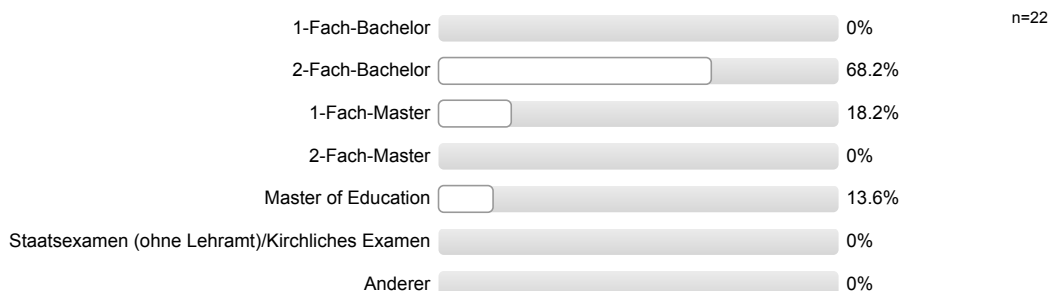 n=22
1-Fach-Bachelor 0%
2-Fach-Bachelor 68.2%
1-Fach-Master 18.2%
2-Fach-Master 0%
Master of Education 13.6%
Staatsexamen (ohne Lehramt)/Kirchliches Examen 0%
Anderer 0%